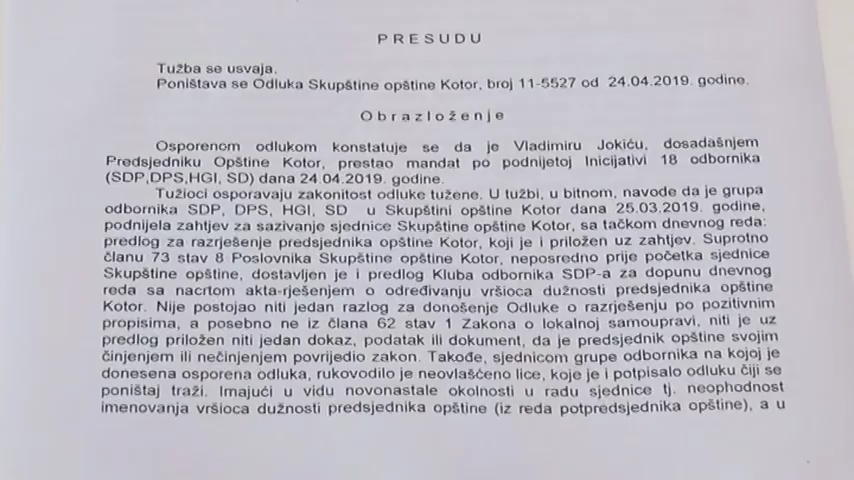 P R E S U D U
Tužba se usvaja.
Poništava se Odluka Skupštine opštine Kotor, broj 11-5527 od 24.04.2019. godine.
O b r a z l o ž e n j e
Osporenom odlukom konstatuje se da je Vladimiru Jokiću, dosadašnjem
Predsjedniku Opštine Kotor, prestao mandat po podnijetoj Inicijativi 18 odbornika
(SDP,DPS,HGI, SD) dana 24.04.2019. godine.
Tužioci osporavaju zakonitost odluke tužene. U tužbi, u bitnom, navode da je grupa
odbornika SDP, DPS, HGI, SD u Skupštini opštine Kotor dana 25.03.2019. godine,
podnijela zahtjev za sazivanje sjednice Skupštine opštine Kotor, sa tačkom dnevnog reda:
predlog za razrješenje predsjednika opštine Kotor, koji je i priložen uz zahtjev. Suprotno
članu 73 stav 8 Poslovnika Skupštine opštine Kotor, neposredno prije početka sjednice
Skupštine opštine, dostavljen je i predlog Kluba odbornika SDP-a za dopunu dnevnog
reda sa nacrtom akta-rješenjem o određivanju vršioca dužnosti predsjednika opštine
Kotor. Nije postojao niti jedan razlog za donošenje Odluke o razrješenju po pozitivnim
propisima, a posebno ne iz člana 62 stav 1 Zakona o lokalnoj samoupravi, niti je uz
predlog priložen niti jedan dokaz, podatak ili dokument, da je predsjednik opštine svojim
činjenjem ili nečinjenjem povrijedio zakon. Takođe, sjednicom grupe odbornika na kojoj je
donesena osporena odluka, rukovodilo je neovlašćeno lice, koje je i potpisalo odluku čiji se
poništaj traži. Imajući u vidu novonastale okolnosti u radu sjednice tj. neophodnost
imenovanja vršioca dužnosti predsjednika opštine (iz reda potpredsjednika opštine), a u